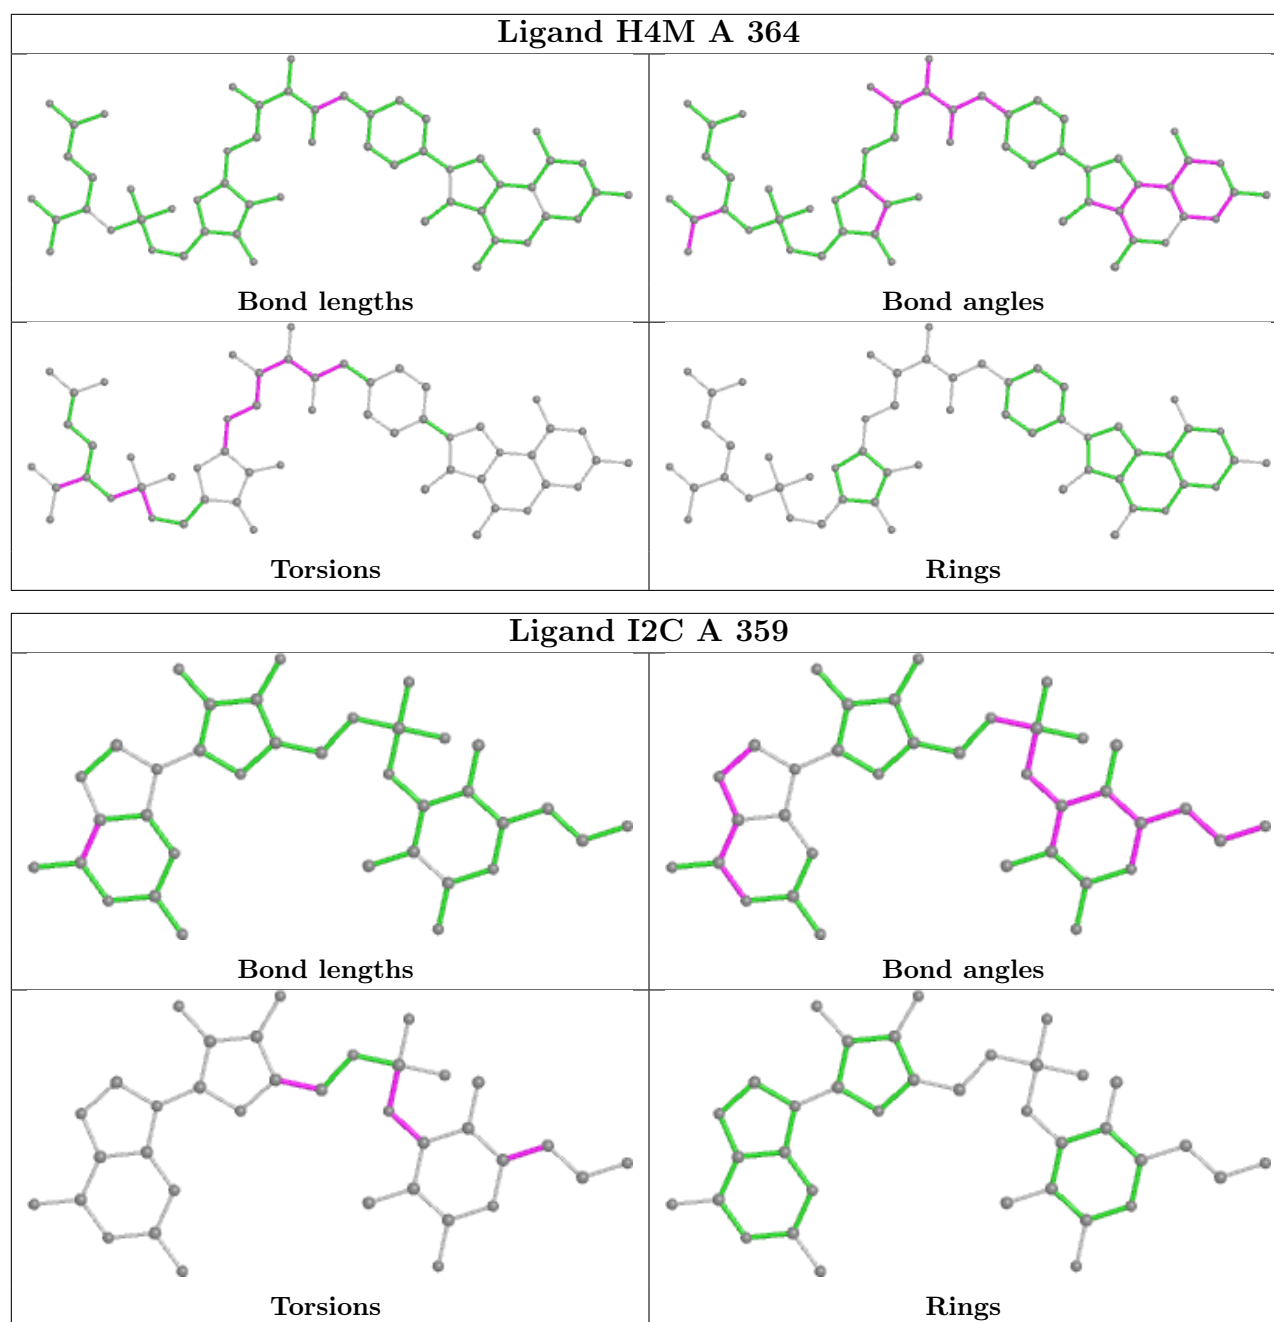 Ligand H4M A 364
Bond lengths
Bond angles
Torsions
Rings
Ligand I2C A 359
Bond lengths
Bond angles
Torsions
Rings